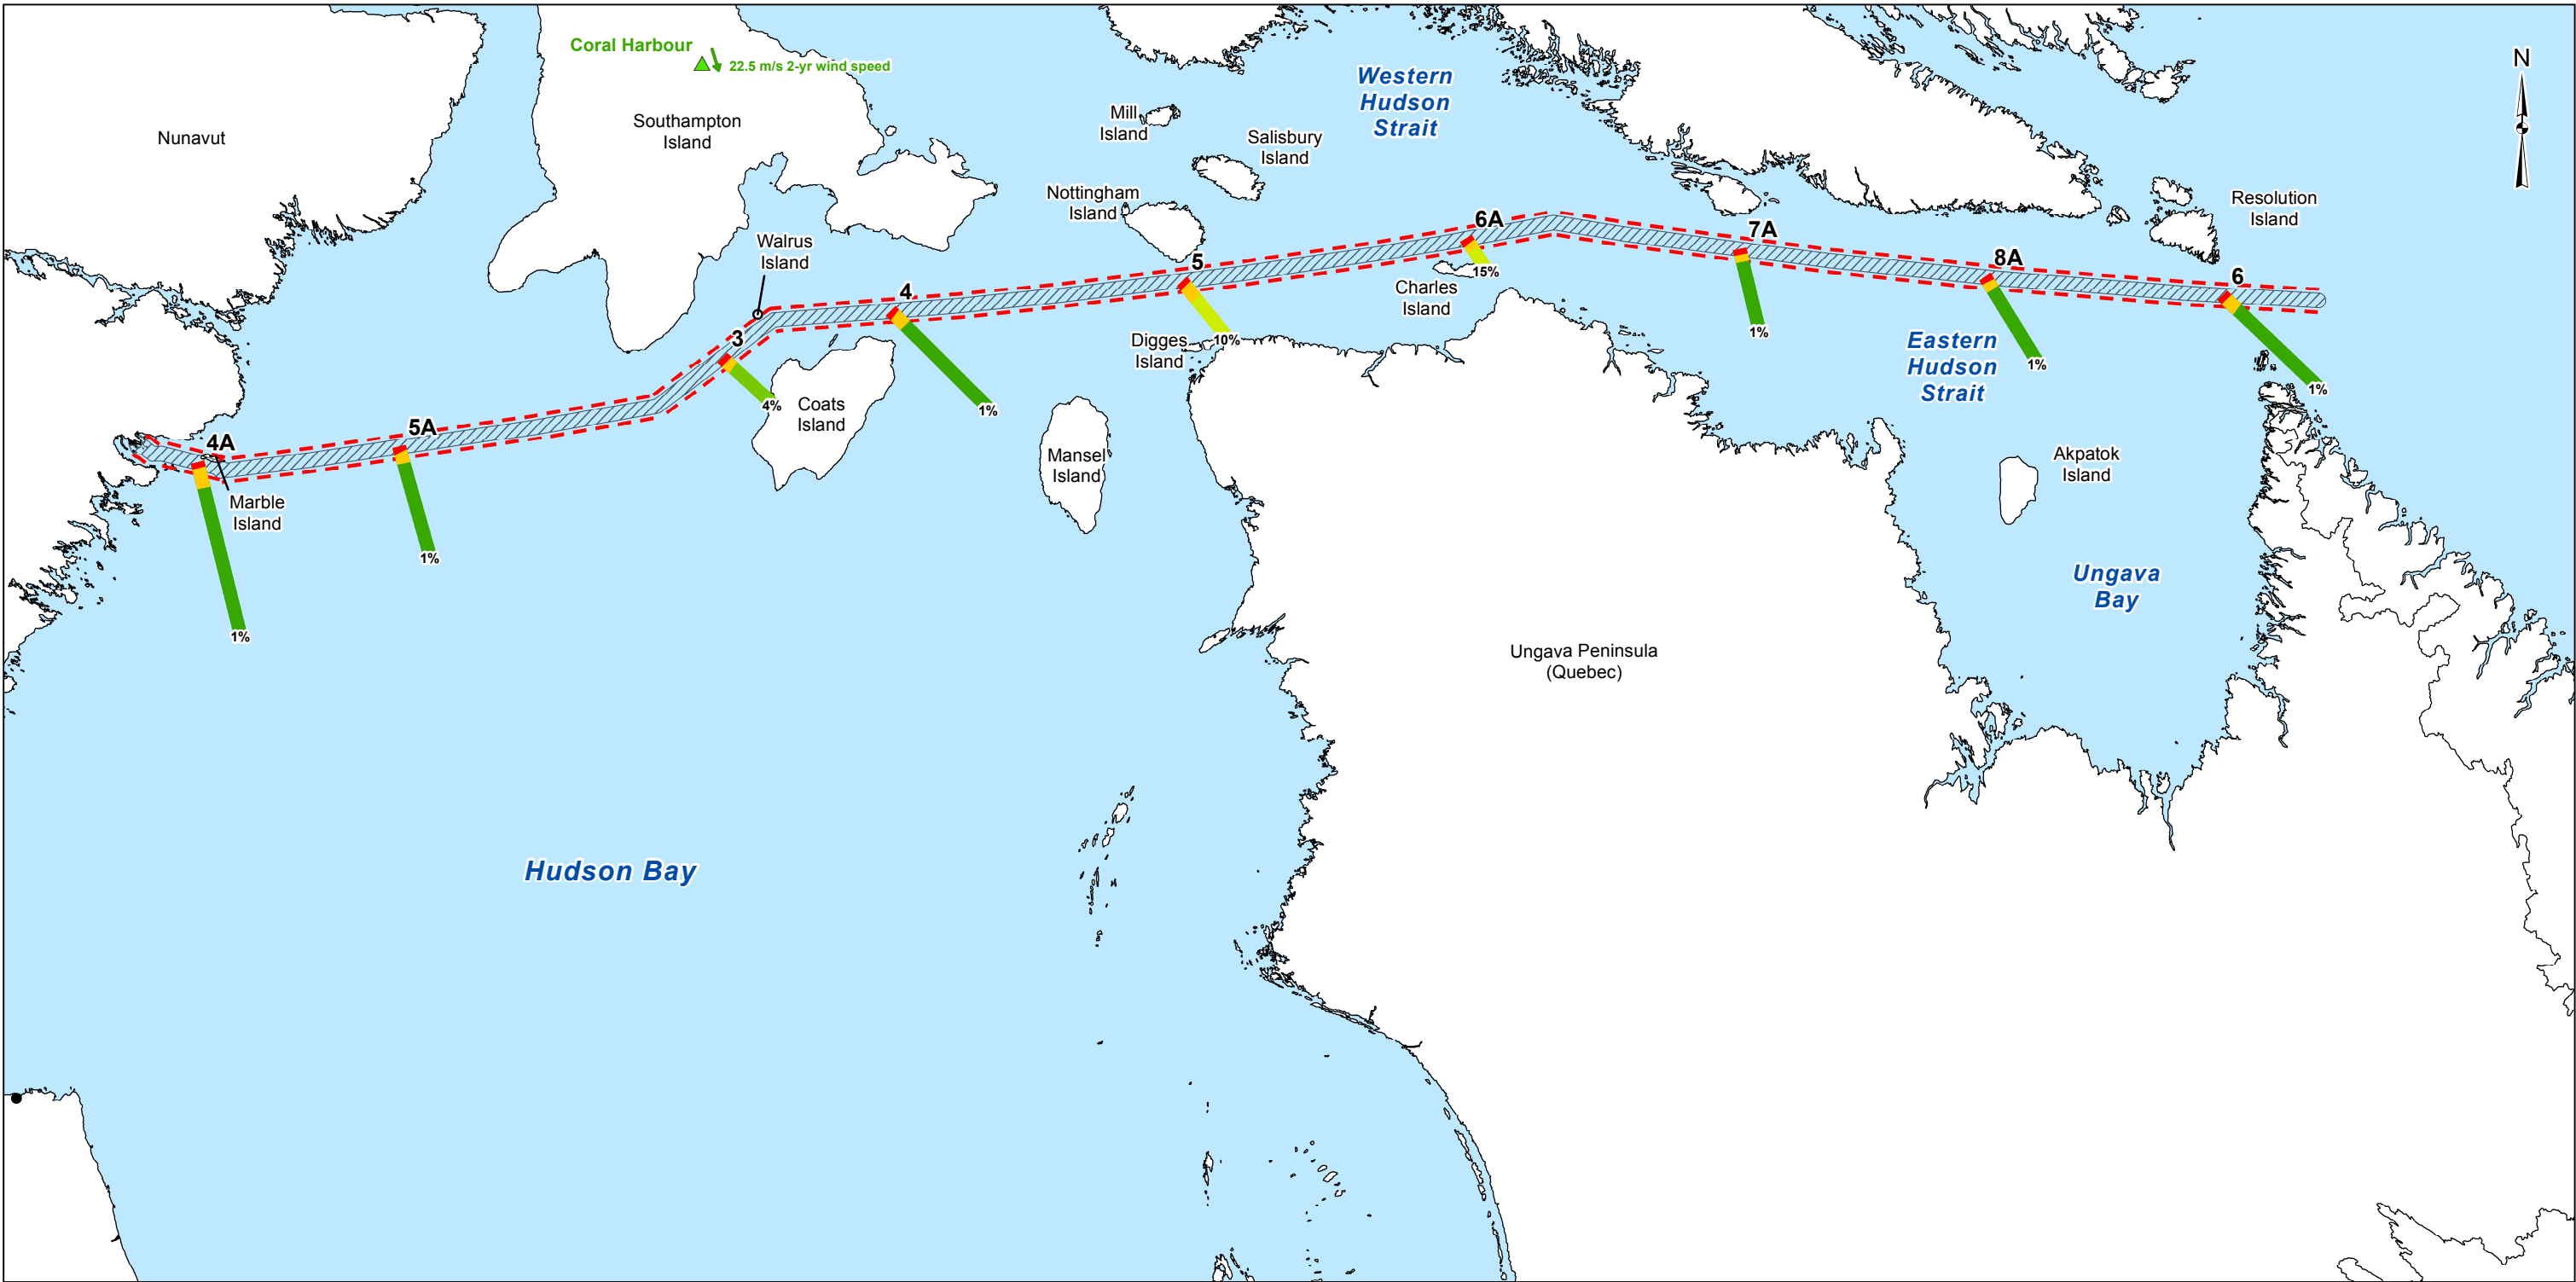 Coral Harbour
22.5 m/s 2-yr wind speed
Nunavut
Southampton
Island
Walrus
Island
Mill
Island
Salisbury
Island
Nottingham
Island
Western
Hudson
Strait
N
Resolution
Island
6A
15%
Charles
Island
7A
1%
8A
1%
6
1%
5
10%
Digges
Island
4
1%
3
4%
Coats
Island
Mansel
Island
4A
1%
Marble
Island
5A
1%
Eastern
Hudson
Strait
Akpatok
Island
Ungava
Bay
Ungava Peninsula
(Quebec)
Hudson Bay